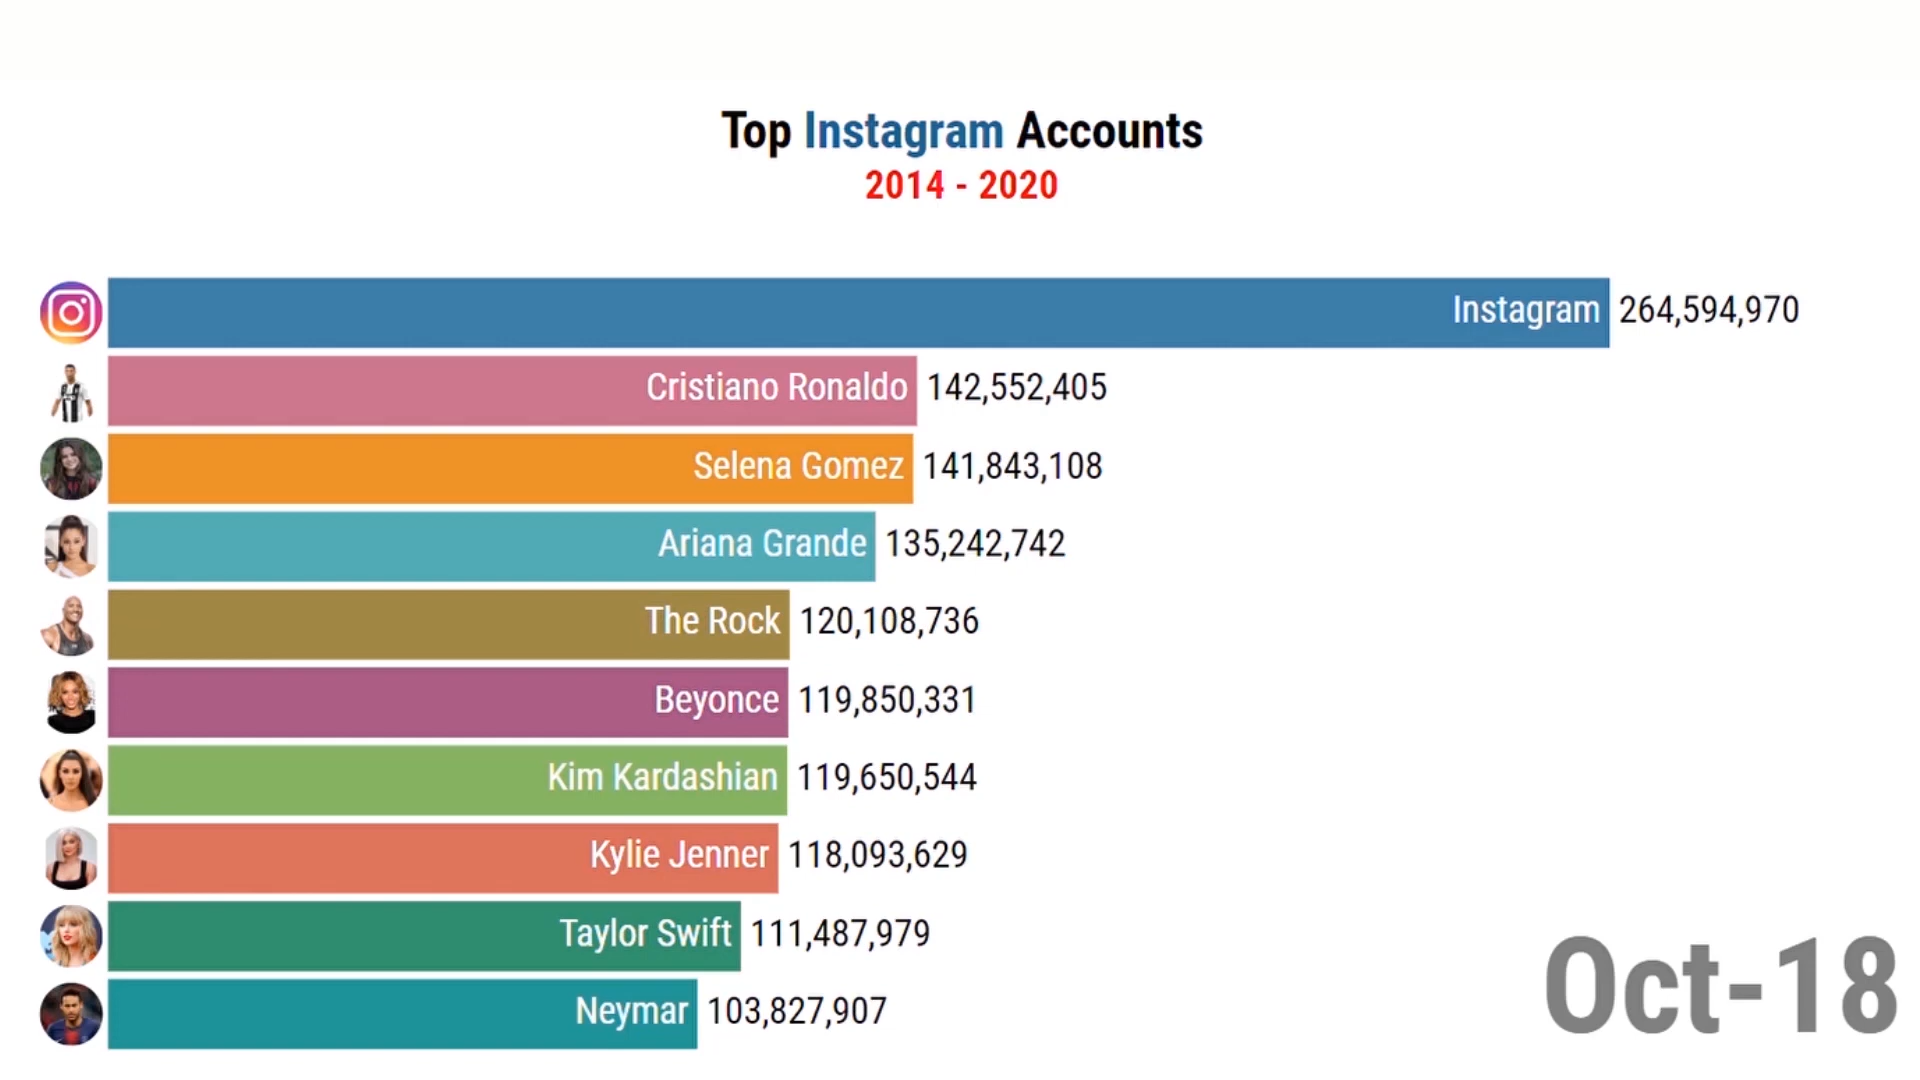 Top Instagram Accounts
2014 - 2020
Instagram 264,594,970
Cristiano Ronaldo 142,552,405
Selena Gomez 141,843,108
Ariana Grande 135,242,742
The Rock 120,108,736
Beyonce 119,850,331
Kim Kardashian 119,650,544
Kylie Jenner 118,093,629
Taylor Swift 111,487,979
Neymar 103,827,907
Oct-18